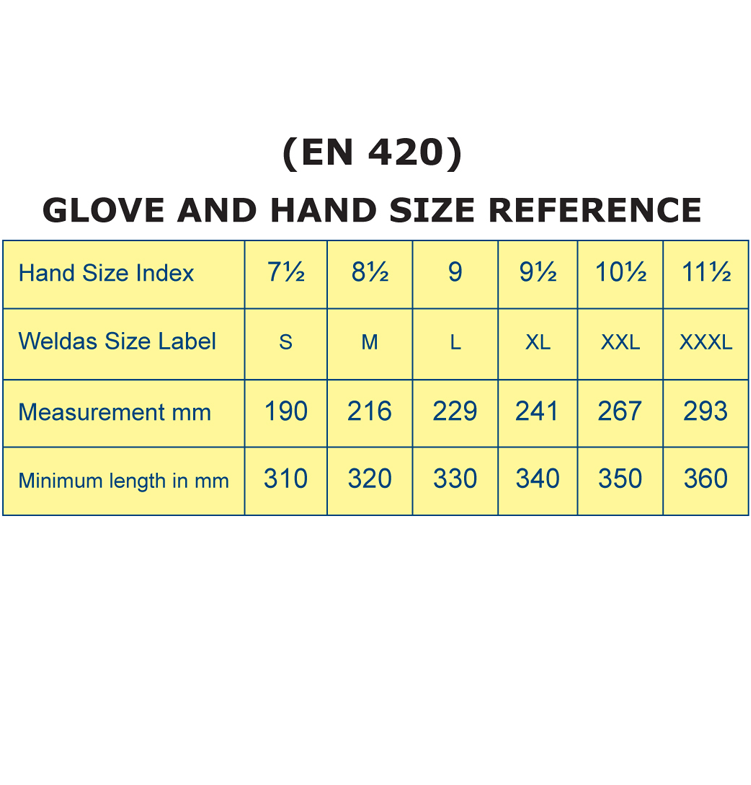 (EN 420)
GLOVE AND HAND SIZE REFERENCE
Hand Size Index 7½ 8½ 9 9½ 10½ 11½
Weldas Size Label S M L XL XXL XXXL
Measurement mm 190 216 229 241 267 293
Minimum length in mm 310 320 330 340 350 360